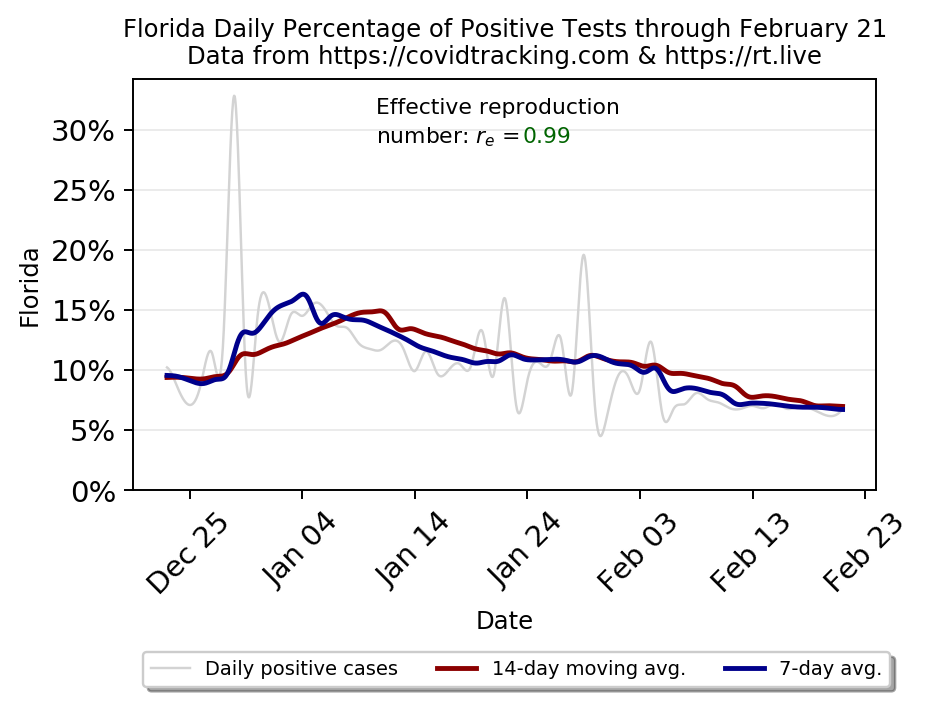 Florida Daily Percentage of Positive Tests through February 21
Data from https://covidtracking.com & https://rt.live
Effective reproduction
number: rₑ =0.99
30%
25%
20%
15%
10%
5%
0%
Florida
Dec 25
Jan 04
Jan 14
Jan 24
Feb 03
Feb 13
Feb 23
Date
Daily positive cases
14-day moving avg.
7-day avg.